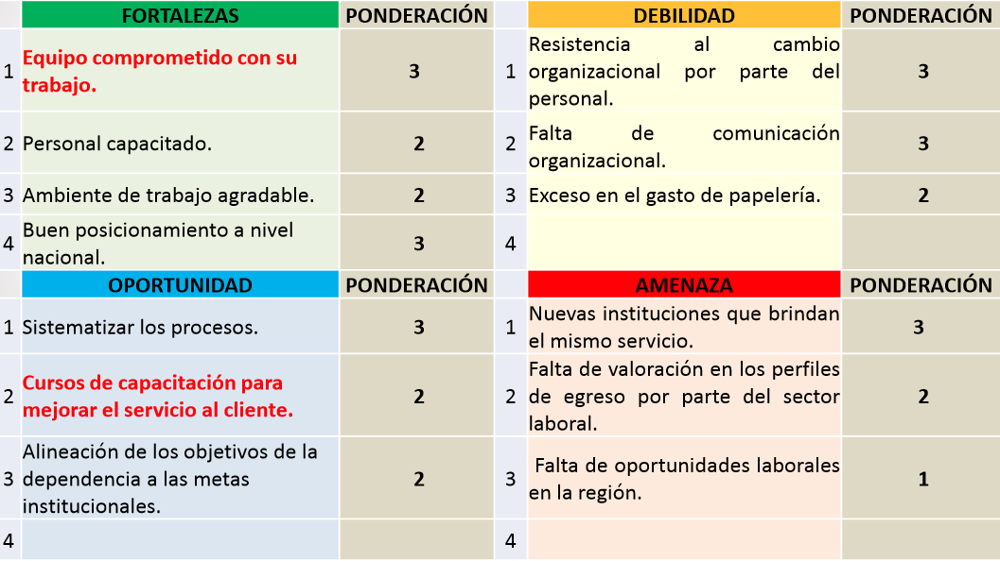 FORTALEZAS PONDERACIÓN DEBILIDAD PONDERACIÓN
1 Equipo comprometido con su
trabajo.
3
1 Resistencia al cambio
organizacional por parte del
personal.
3
2 Personal capacitado. 2
2 Falta de comunicación
organizacional.
3
3 Ambiente de trabajo agradable. 2
3 Exceso en el gasto de papelería. 2
4 Buen posicionamiento a nivel
nacional.
3
4
OPORTUNIDAD PONDERACIÓN AMENAZA PONDERACIÓN
1 Sistematizar los procesos. 3
1 Nuevas instituciones que brindan
el mismo servicio.
3
2 Cursos de capacitación para
mejorar el servicio al cliente.
2
2 Falta de valoración en los perfiles
de egreso por parte del sector
laboral.
2
3 Alineación de los objetivos de la
dependencia a las metas
institucionales.
2
3 Falta de oportunidades laborales
en la región.
1
4
4